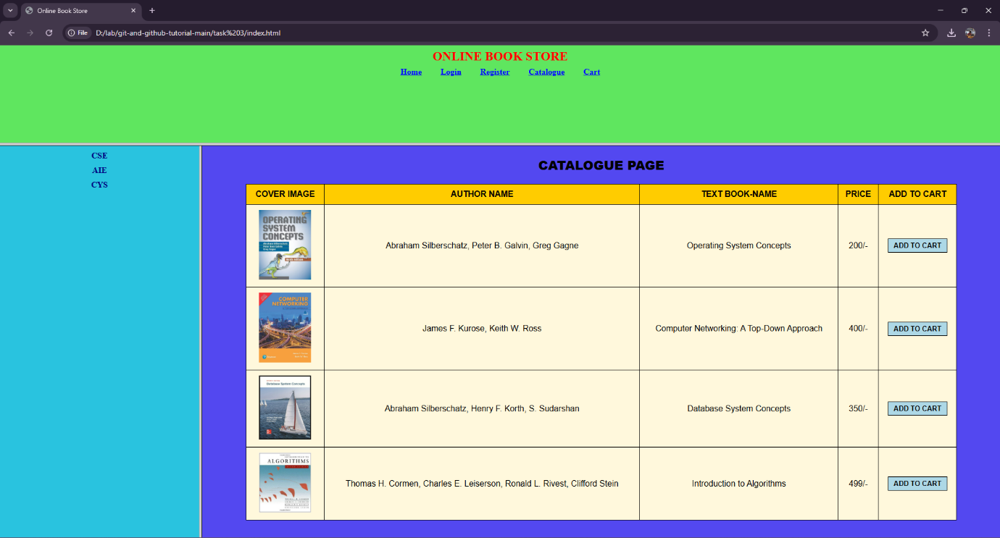 Online Book Store
File D:/lab/git-and-github-tutorial-main/task%203/index.html
ONLINE BOOK STORE
Home Login Register Catalogue Cart
CSE
AIE
CYS
CATALOGUE PAGE
COVER IMAGE AUTHOR NAME TEXT BOOK-NAME PRICE ADD TO CART
OPERATING
SYSTEM
CONCEPTS
Abraham Silberschatz, Peter B. Galvin, Greg Gagne Operating System Concepts 200/- ADD TO CART
COMPUTER
NETWORKING
James F. Kurose, Keith W. Ross Computer Networking: A Top-Down Approach 400/- ADD TO CART
Database System Concepts
Abraham Silberschatz, Henry F. Korth, S. Sudarshan Database System Concepts 350/- ADD TO CART
ALGORITHMS
Thomas H. Cormen, Charles E. Leiserson, Ronald L. Rivest, Clifford Stein Introduction to Algorithms 499/- ADD TO CART